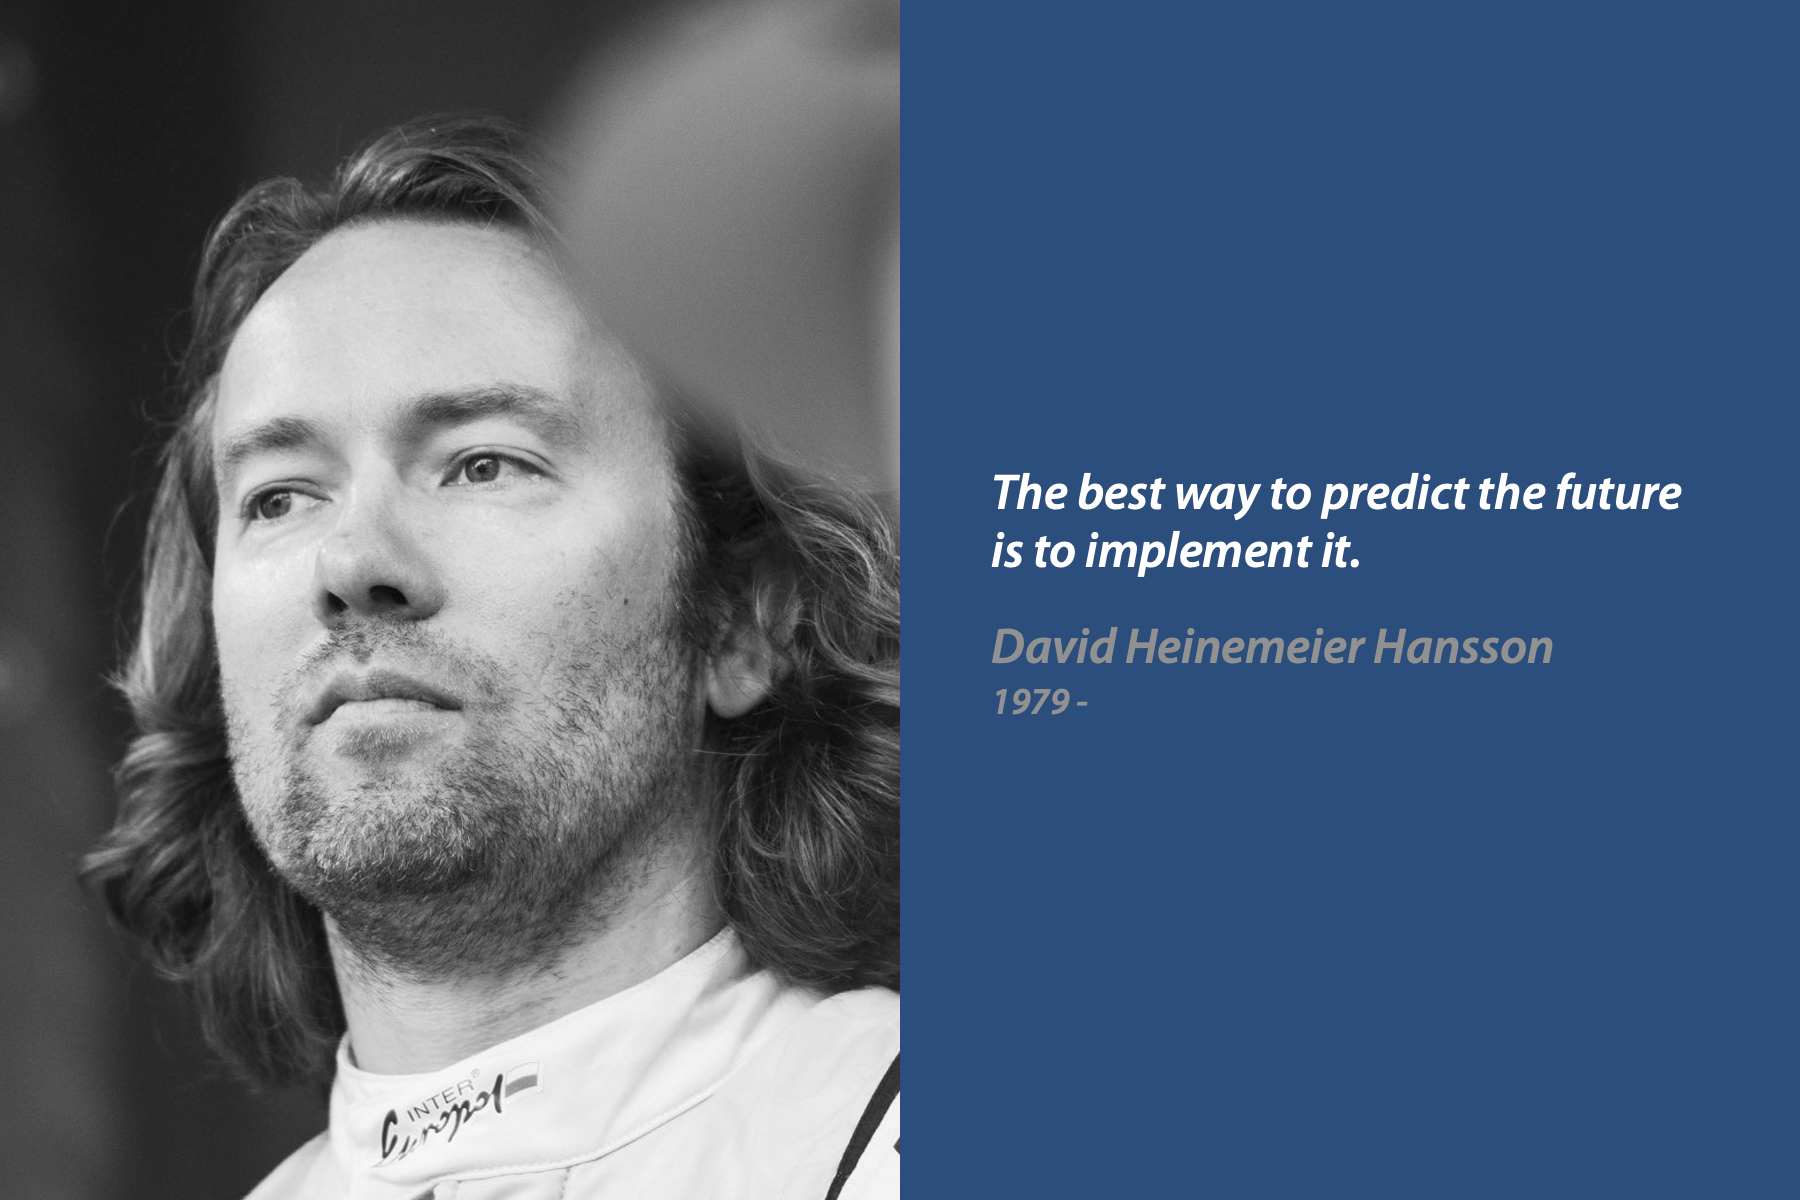 The best way to predict the future
is to implement it.
David Heinemeier Hansson
1979 -
INTER®